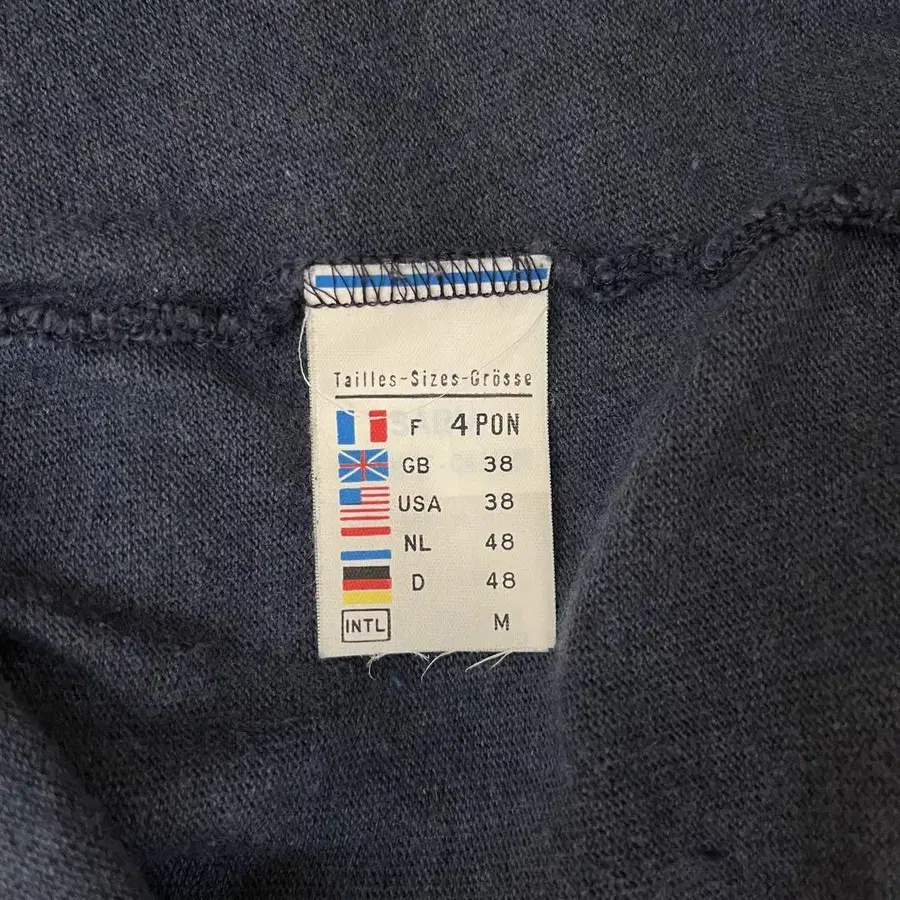 Tailles-Sizes-Grösse
F 4 PON
GB 38
USA 38
NL 48
D 48
INTL M